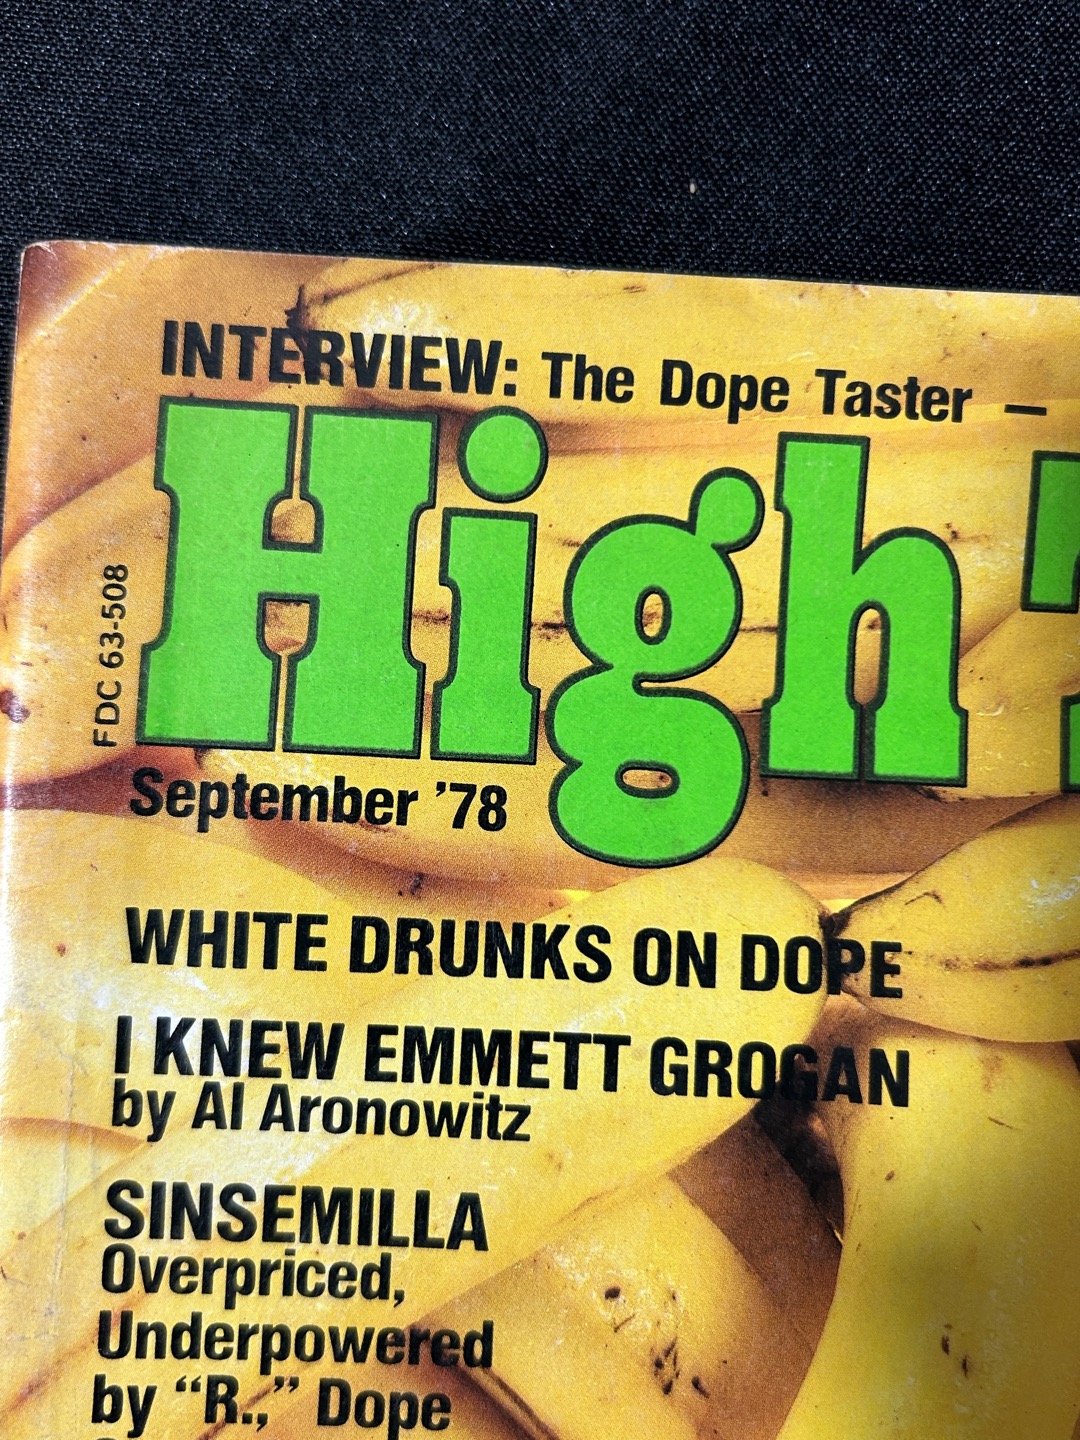 INTERVIEW: The Dope Taster —
High
FDC 63-508
September ’78
WHITE DRUNKS ON DOPE
I KNEW EMMETT GROGAN
by Al Aronowitz
SINSEMILLA
Overpriced,
Underpowered
by “R.,” Dope